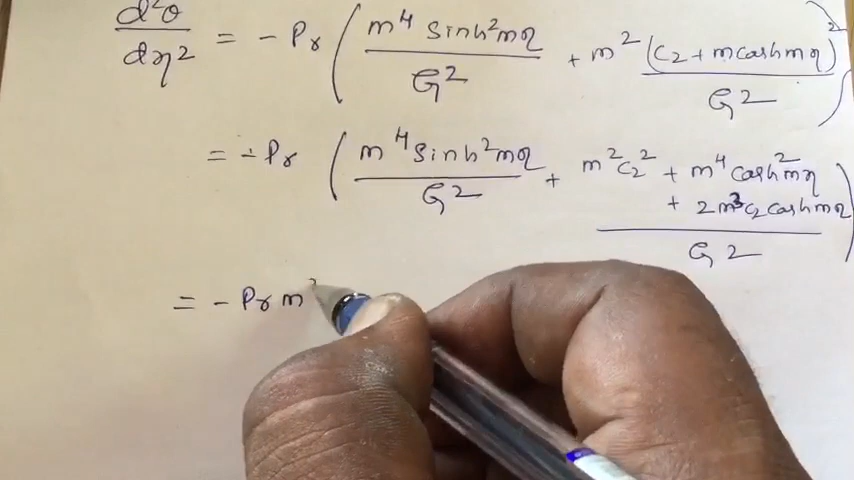 d²θ/dη² = - Pr ( m⁴ sinh²mη / G² + m² (c₂ + m cosh mη)² / G² )
= - Pr ( m⁴ sinh²mη / G² + m²c₂² + m⁴ cosh²mη + 2m³c₂ cosh mη / G² )
= - Pr m